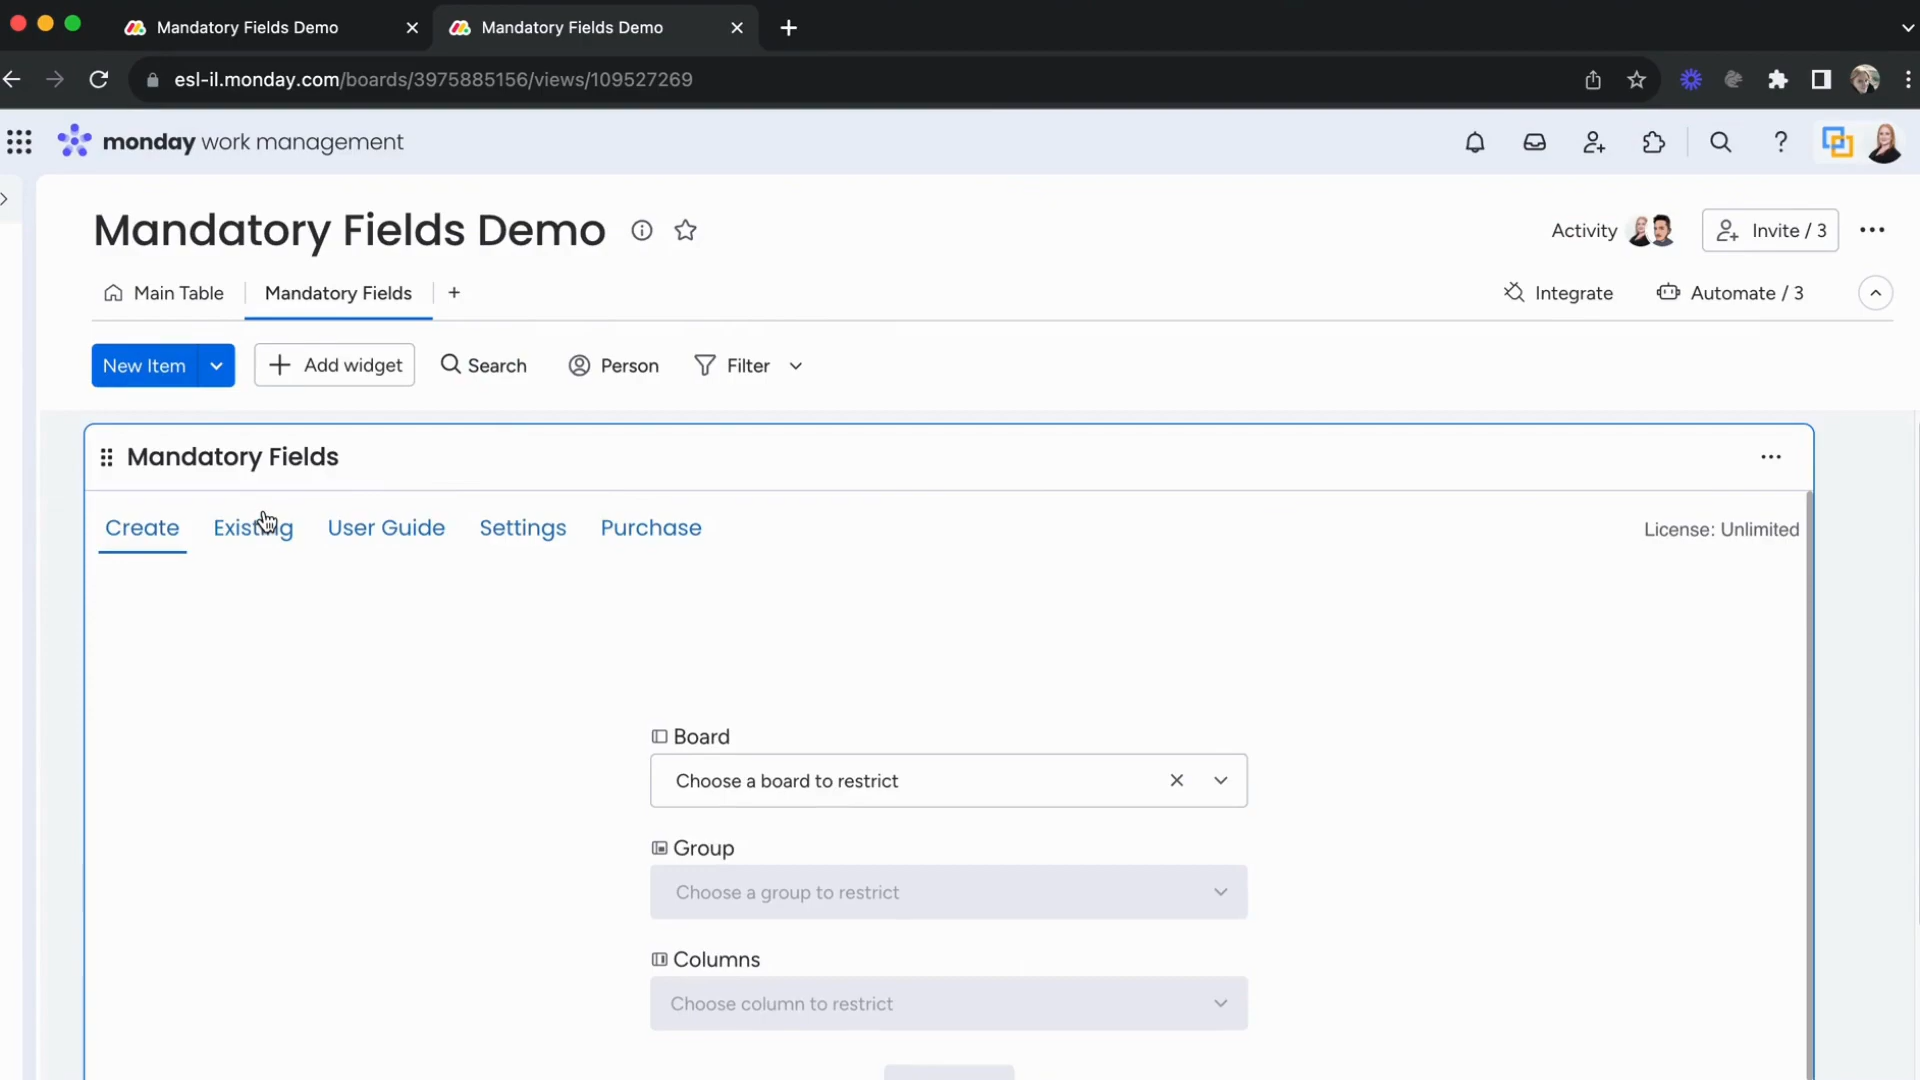 Mandatory Fields Demo
Mandatory Fields Demo
esl-il.monday.com/boards/3975885156/views/109527269
monday work management
Mandatory Fields Demo
Activity
Invite / 3
Main Table
Mandatory Fields
Integrate
Automate / 3
New Item
Add widget
Search
Person
Filter
Mandatory Fields
Create
Existing
User Guide
Settings
Purchase
License: Unlimited
Board
Choose a board to restrict
Group
Choose a group to restrict
Columns
Choose column to restrict